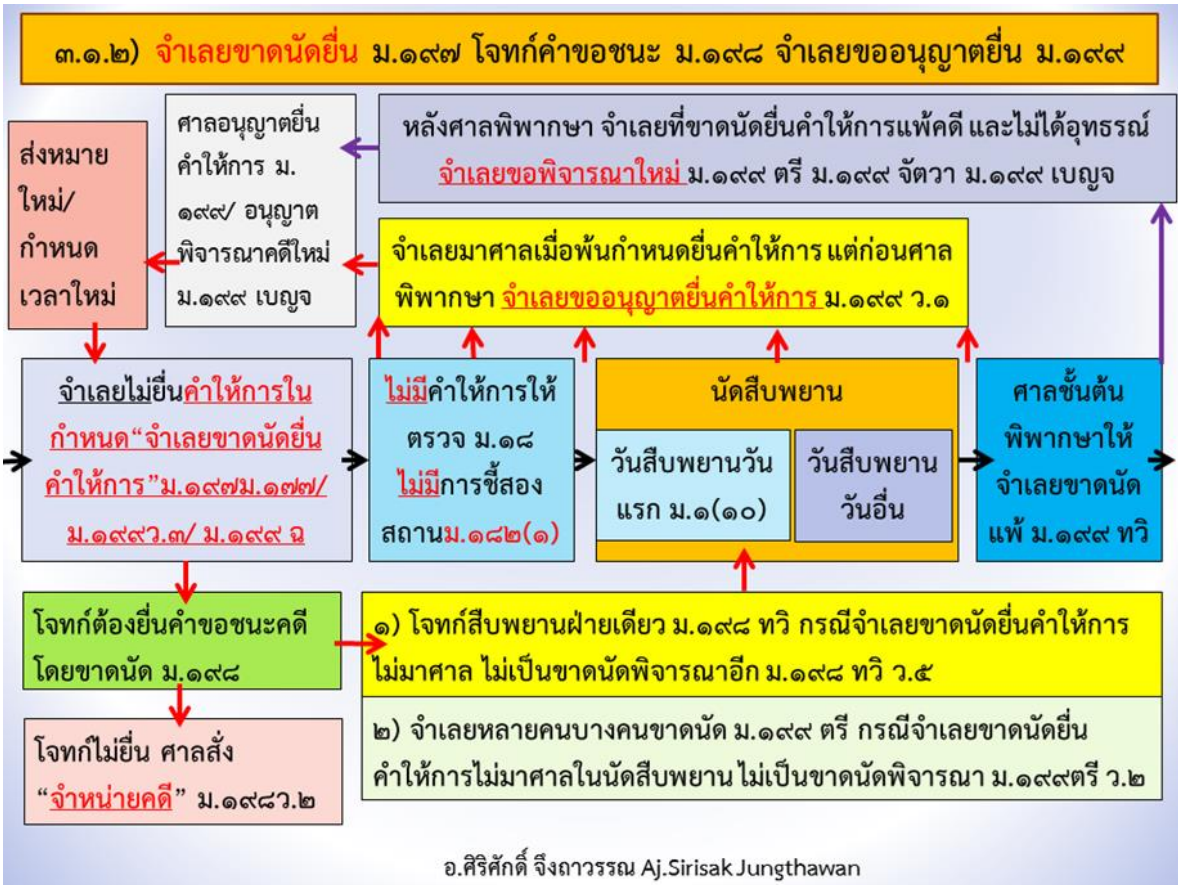 ๓.๑.๒) จำเลยขาดนัดยื่น ม.๑๙๗ โจทก์คำขอชนะ ม.๑๙๘ จำเลยขออนุญาตยื่น ม.๑๙๙
ส่งหมาย
ใหม่/
กำหนด
เวลาใหม่
ศาลอนุญาตยื่น
คำให้การ ม.
๑๙๙/ อนุญาต
พิจารณาคดีใหม่
ม.๑๙๙ เบญจ
หลังศาลพิพากษา จำเลยที่ขาดนัดยื่นคำให้การแพ้คดี และไม่ได้อุทธรณ์
จำเลยขอพิจารณาใหม่ ม.๑๙๙ ตรี ม.๑๙๙ จัตวา ม.๑๙๙ เบญจ
จำเลยมาศาลเมื่อพ้นกำหนดยื่นคำให้การ แต่ก่อนศาล
พิพากษา จำเลยขออนุญาตยื่นคำให้การ ม.๑๙๙ ว.๑
จำเลยไม่ยื่นคำให้การใน
กำหนด“จำเลยขาดนัดยื่น
คำให้การ”ม.๑๙๗ม.๑๗๗/
ม.๑๙๙ว.๓/ ม.๑๙๙ ฉ
ไม่มีคำให้การให้
ตรวจ ม.๑๘
ไม่มีการชี้สอง
สถานม.๑๘๒(๑)
นัดสืบพยาน
วันสืบพยานวัน
แรก ม.๑(๑๐)
วันสืบพยาน
วันอื่น
ศาลชั้นต้น
พิพากษาให้
จำเลยขาดนัด
แพ้ ม.๑๙๙ ทวิ
โจทก์ต้องยื่นคำขอชนะคดี
โดยขาดนัด ม.๑๙๘
๑) โจทก์สืบพยานฝ่ายเดียว ม.๑๙๘ ทวิ กรณีจำเลยขาดนัดยื่นคำให้การ
ไม่มาศาล ไม่เป็นขาดนัดพิจารณาอีก ม.๑๙๘ ทวิ ว.๕
๒) จำเลยหลายคนบางคนขาดนัด ม.๑๙๙ ตรี กรณีจำเลยขาดนัดยื่น
คำให้การไม่มาศาลในนัดสืบพยาน ไม่เป็นขาดนัดพิจารณา ม.๑๙๙ตรี ว.๒
โจทก์ไม่ยื่น ศาลสั่ง
“จำหน่ายคดี” ม.๑๙๘ว.๒
อ.ศิริศักดิ์ จึงถาวรรณ Aj.Sirisak Jungthawan